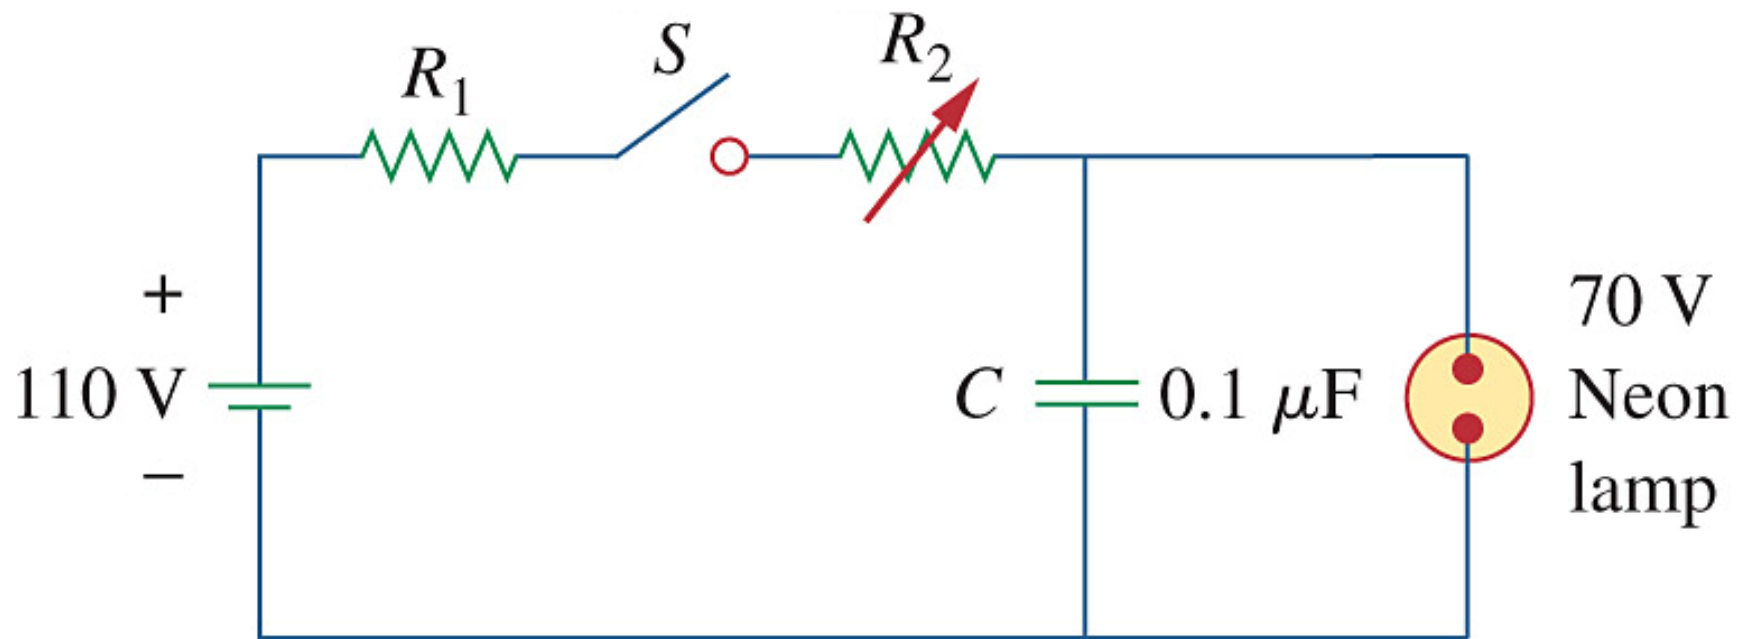 R₁
S
R₂
+
110 V
−
C
0.1 μF
70 V
Neon
lamp